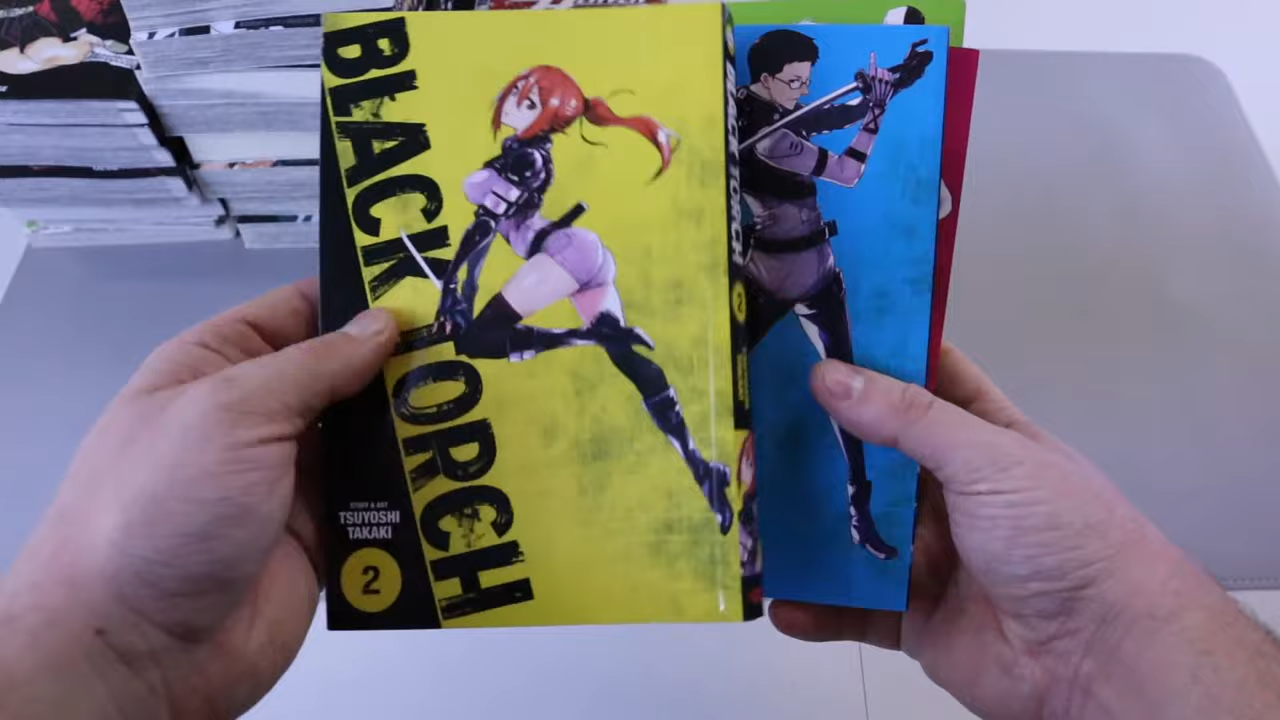 BLACK TORCH
STORY & ART
TSUYOSHI
TAKAKI
2
BLACK TORCH
2